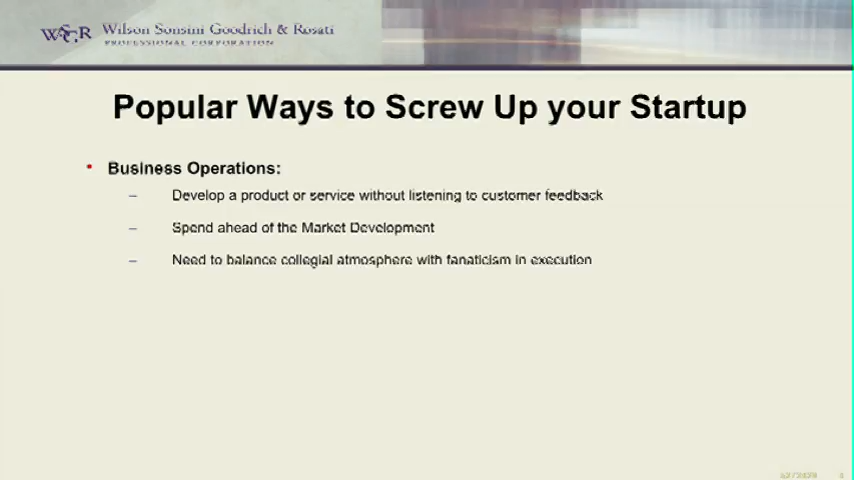 WSGR Wilson Sonsini Goodrich & Rosati
PROFESSIONAL CORPORATION
Popular Ways to Screw Up your Startup
• Business Operations:
– Develop a product or service without listening to customer feedback
– Spend ahead of the Market Development
– Need to balance collegial atmosphere with fanaticism in execution